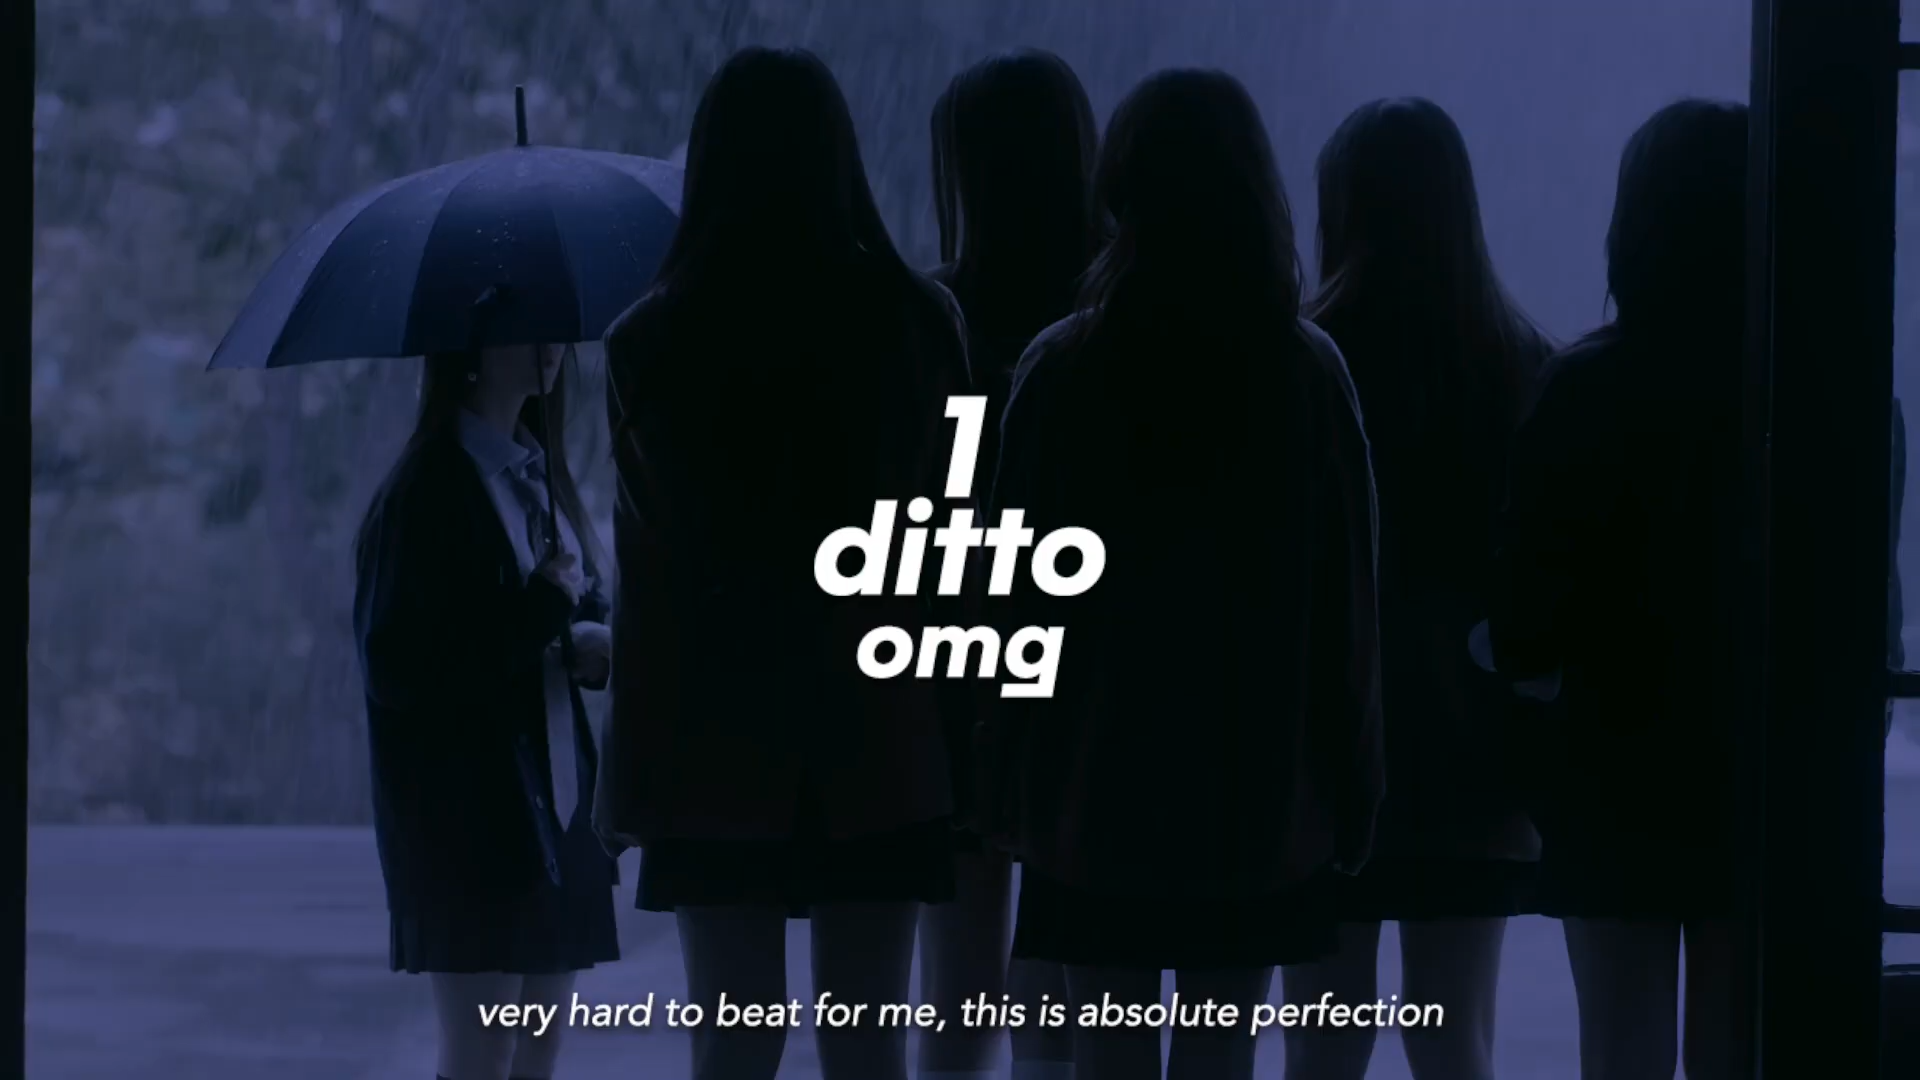 1
ditto
omg
very hard to beat for me, this is absolute perfection